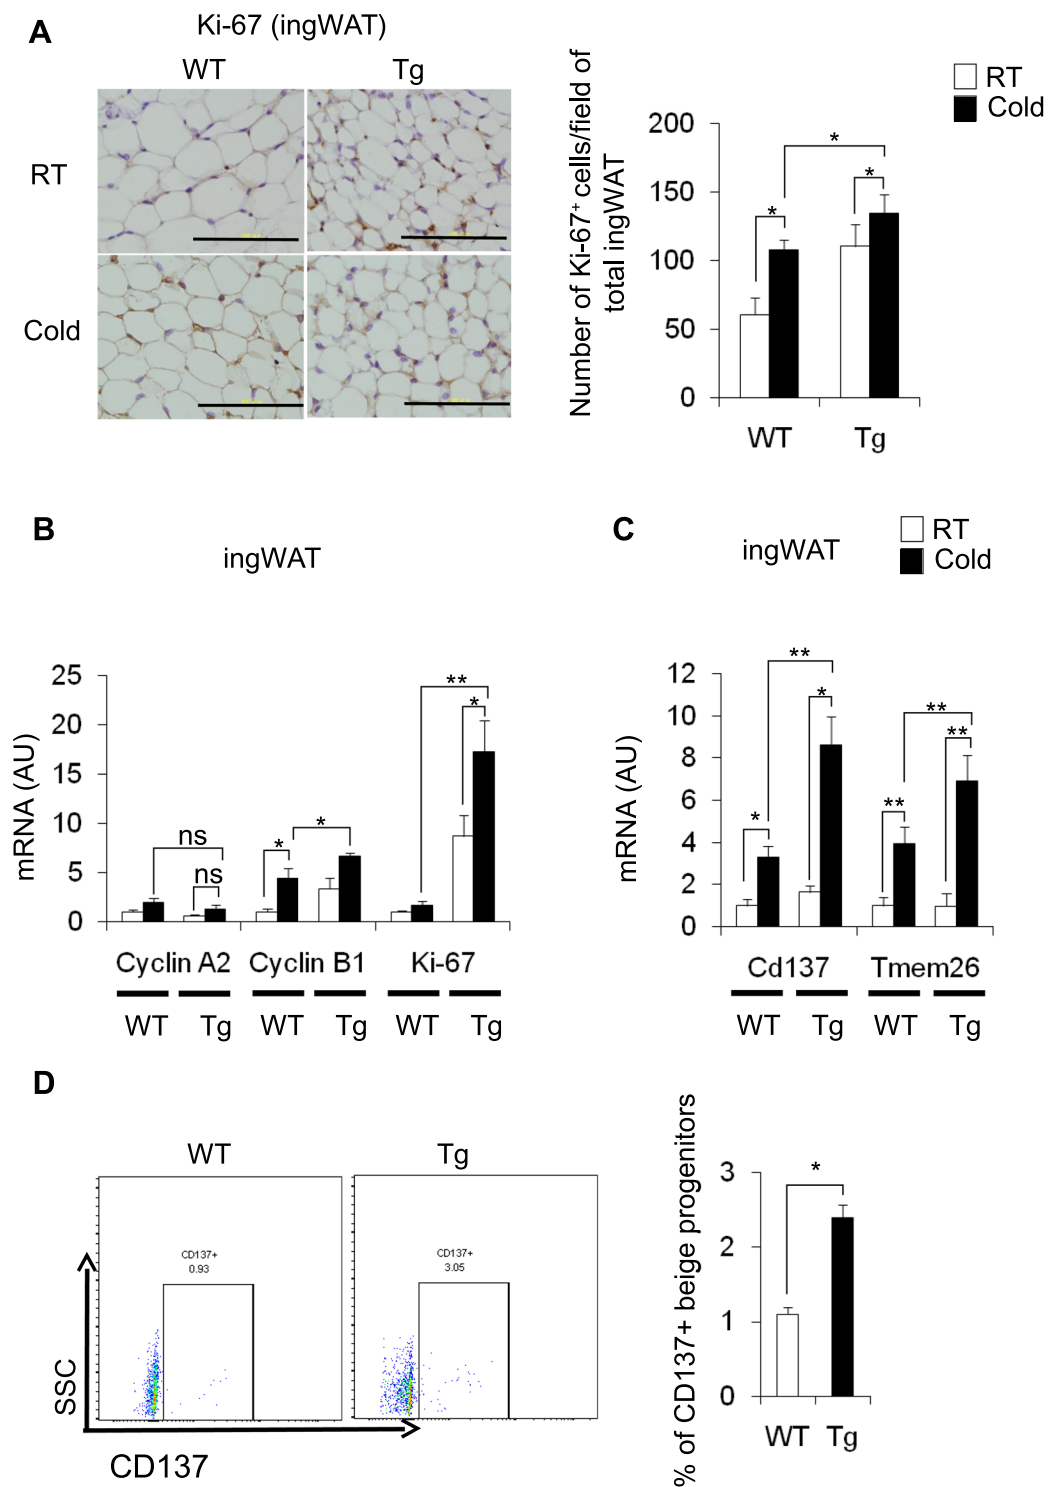 A
Ki-67 (ingWAT)
WT Tg
RT
Cold
Number of Ki-67+ cells/field of
total ingWAT
200
150
100
50
0
* * *
WT Tg
RT
Cold
B
ingWAT
mRNA (AU)
25
20
15
10
5
0
ns
ns
*
*
**
*
Cyclin A2 Cyclin B1 Ki-67
WT Tg WT Tg WT Tg
C
ingWAT
RT
Cold
mRNA (AU)
12
10
8
6
4
2
0
*
**
*
**
**
**
Cd137 Tmem26
WT Tg WT Tg
D
WT Tg
CD137+
0.93
CD137+
3.05
SSC
CD137
% of CD137+ beige progenitors
3
2
1
0
*
WT Tg